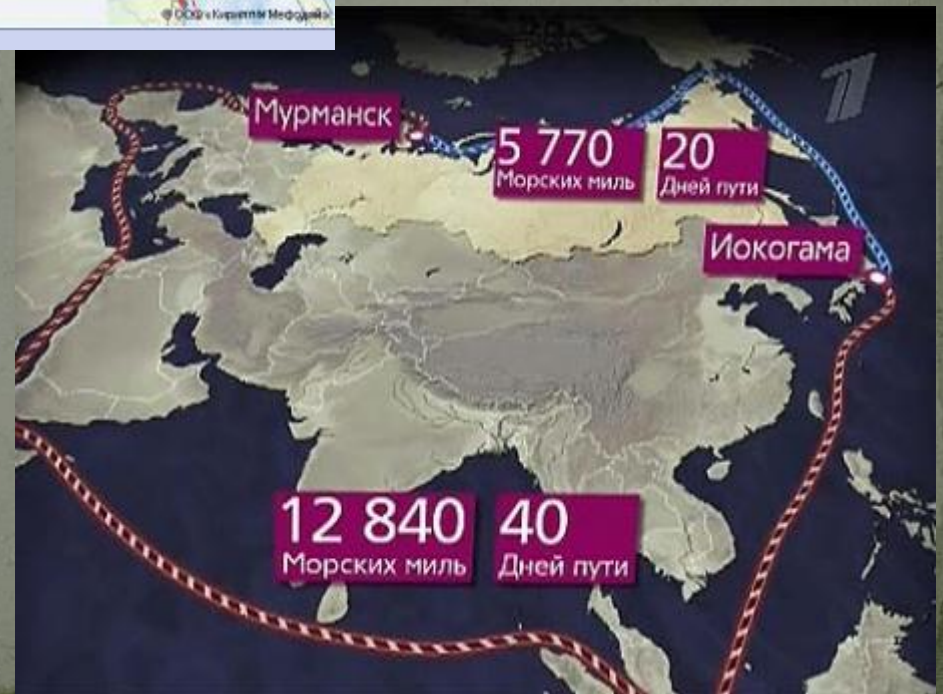 Мурманск
5 770
Морских миль
20
Дней пути
Иокогама
12 840
Морских миль
40
Дней пути